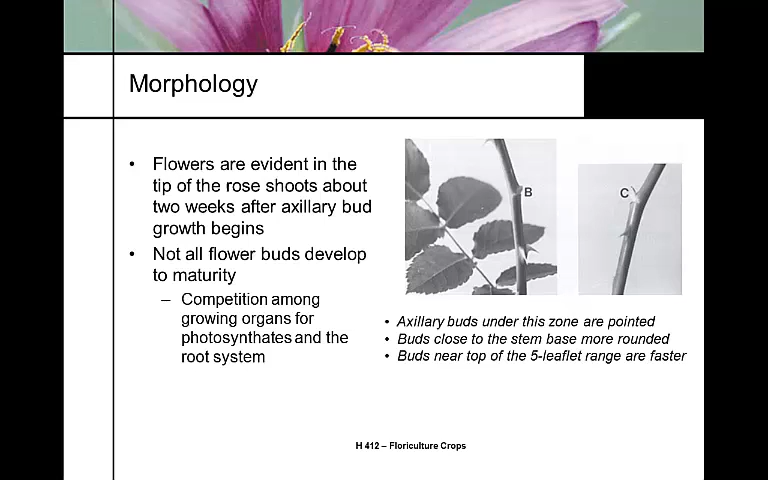 Morphology
• Flowers are evident in the
tip of the rose shoots about
two weeks after axillary bud
growth begins
• Not all flower buds develop
to maturity
– Competition among
growing organs for
photosynthates and the
root system
B
C
• Axillary buds under this zone are pointed
• Buds close to the stem base more rounded
• Buds near top of the 5-leaflet range are faster
H 412 – Floriculture Crops